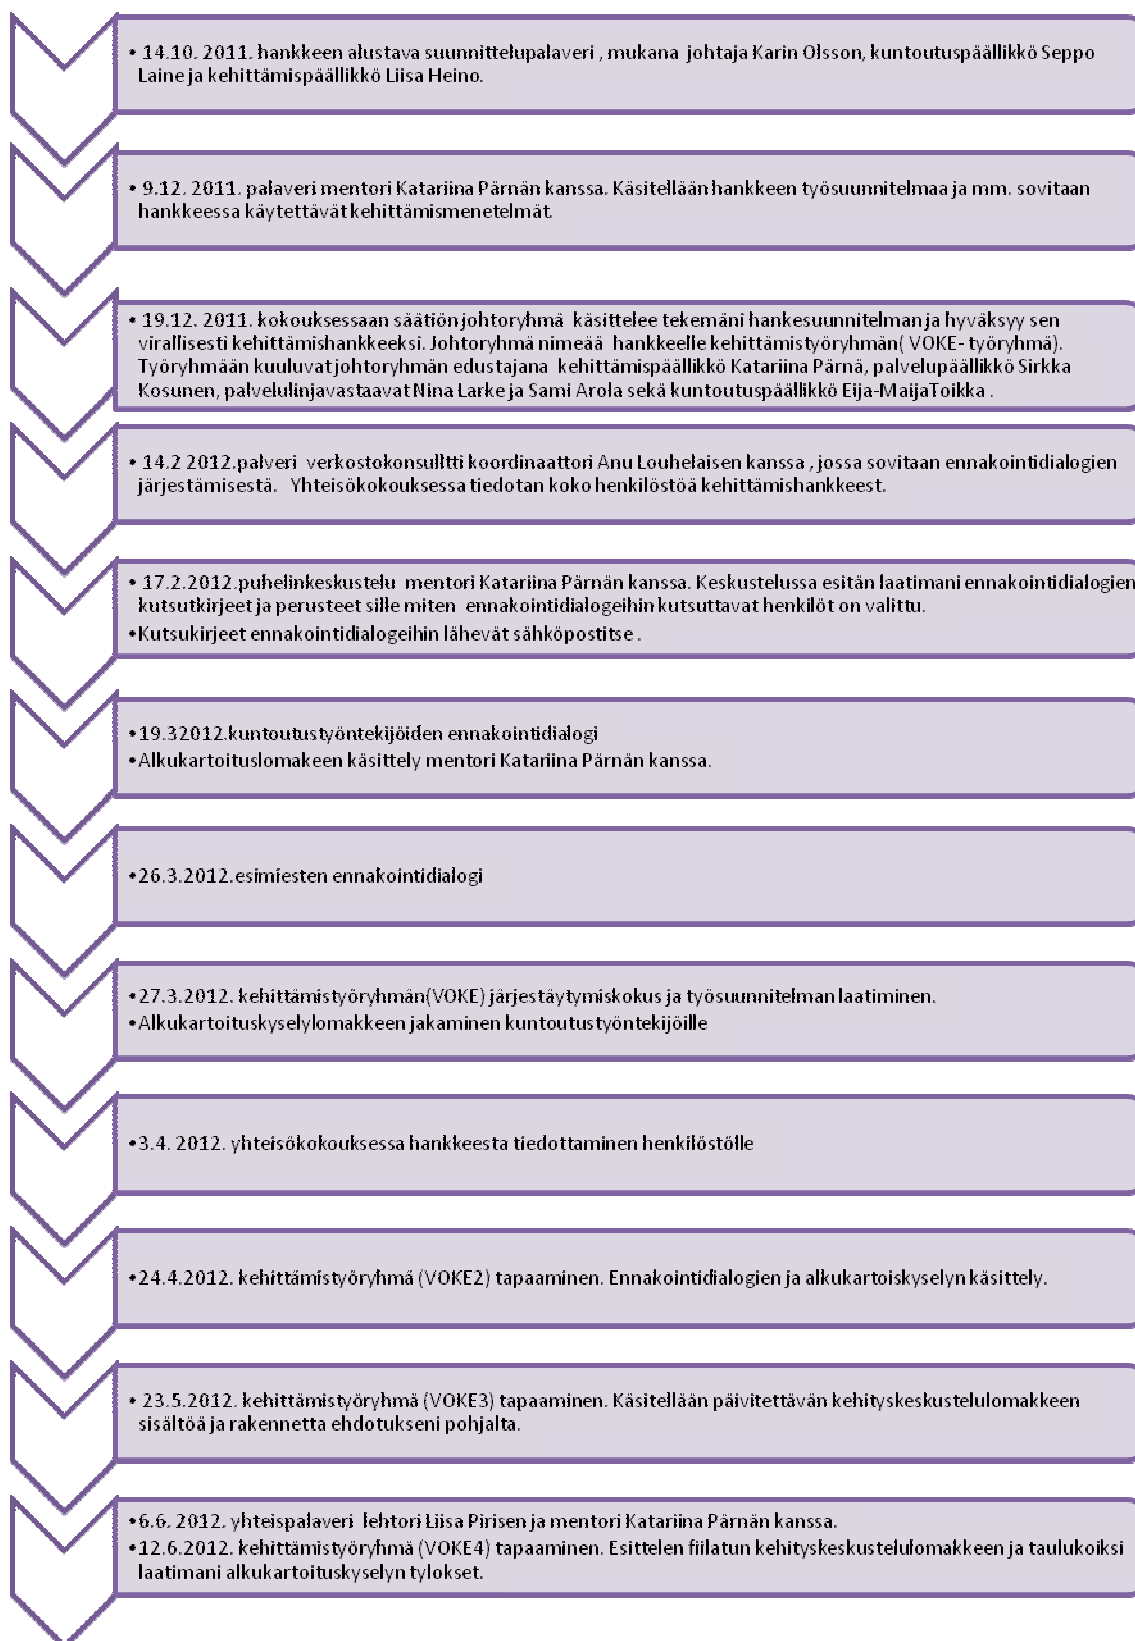 • 14.10. 2011. hankkeen alustava suunnittelupalaveri , mukana johtaja Karin Olsson, kuntoutuspäällikkö Seppo
Laine ja kehittämispäällikkö Liisa Heino.
• 9.12. 2011. palaveri mentori Katariina Pärnän kanssa. Käsitellään hankkeen työsuunnitelmaa ja mm. sovitaan
hankkeessa käytettävät kehittämismenetelmät.
• 19.12. 2011. kokouksessaan säätiön johtoryhmä käsittelee tekemäni hankesuunnitelman ja hyväksyy sen
virallisesti kehittämishankkeeksi. Johtoryhmä nimeää hankkeelle kehittämistyöryhmän( VOKE- työryhmä).
Työryhmään kuuluvat johtoryhmän edustajana kehittämispäällikkö Katariina Pärnä, palvelupäällikkö Sirkka
Kosunen, palvelulinjavastaavat Nina Larke ja Sami Arola sekä kuntoutuspäällikkö Eija-MaijaToikka .
• 14.2 2012.palveri verkostokonsulltti koordinaattori Anu Louhelaisen kanssa , jossa sovitaan ennakointidialogien
järjestämisestä. Yhteisökokouksessa tiedotan koko henkilöstöä kehittämishankkeest.
• 17.2.2012.puhelinkeskustelu mentori Katariina Pärnän kanssa. Keskustelussa esitän laatimani ennakointidialogien
kutsutkirjeet ja perusteet sille miten ennakointidialogeihin kutsuttavat henkilöt on valittu.
•Kutsukirjeet ennakointidialogeihin lähevät sähköpostitse .
•19.32012.kuntoutustyöntekijöiden ennakointidialogi
•Alkukartoituslomakeen käsittely mentori Katariina Pärnän kanssa.
•26.3.2012.esimiesten ennakointidialogi
•27.3.2012. kehittämistyöryhmän(VOKE) järjestäytymiskokus ja työsuunnitelman laatiminen.
•Alkukartoituskyselylomakkeen jakaminen kuntoutustyöntekijöille
•3.4. 2012. yhteisökokouksessa hankkeesta tiedottaminen henkilöstölle
•24.4.2012. kehittämistyöryhmä (VOKE2) tapaaminen. Ennakointidialogien ja alkukartoiskyselyn käsittely.
• 23.5.2012. kehittämistyöryhmä (VOKE3) tapaaminen. Käsitellään päivitettävän kehityskeskustelulomakkeen
sisältöä ja rakennetta ehdotukseni pohjalta.
•6.6. 2012. yhteispalaveri lehtori Liisa Pirisen ja mentori Katariina Pärnän kanssa.
•12.6.2012. kehittämistyöryhmä (VOKE4) tapaaminen. Esittelen fiilatun kehityskeskustelulomakkeen ja taulukoiksi
laatimani alkukartoituskyselyn tylokset.